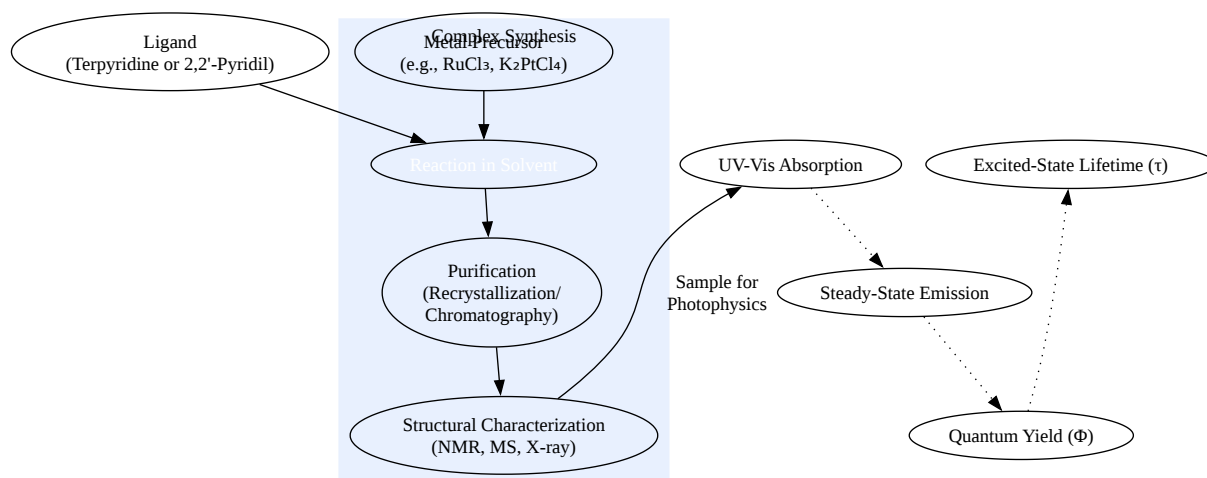 Complex Synthesis
Ligand
(Terpyridine or 2,2'-Pyridil)
Metal Precursor
(e.g., RuCl₃, K₂PtCl₄)
Reaction in Solvent
UV-Vis Absorption
Excited-State Lifetime (τ)
Purification
(Recrystallization/
Chromatography)
Sample for
Photophysics
Steady-State Emission
Structural Characterization
(NMR, MS, X-ray)
Quantum Yield (Φ)